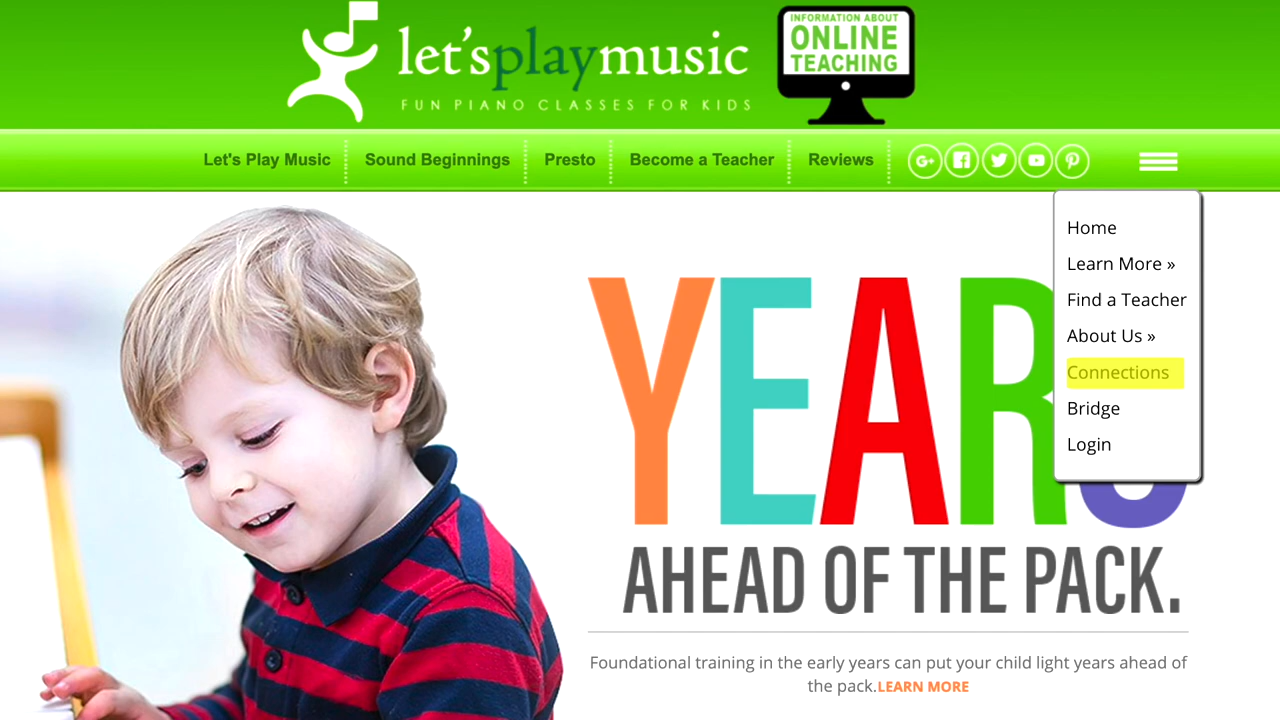 let'splaymusic
FUN PIANO CLASSES FOR KIDS
INFORMATION ABOUT
ONLINE
TEACHING
Let's Play Music
Sound Beginnings
Presto
Become a Teacher
Reviews
G+
Home
Learn More »
Find a Teacher
About Us »
Connections
Bridge
Login
YEARS
AHEAD OF THE PACK.
Foundational training in the early years can put your child light years ahead of
the pack.LEARN MORE